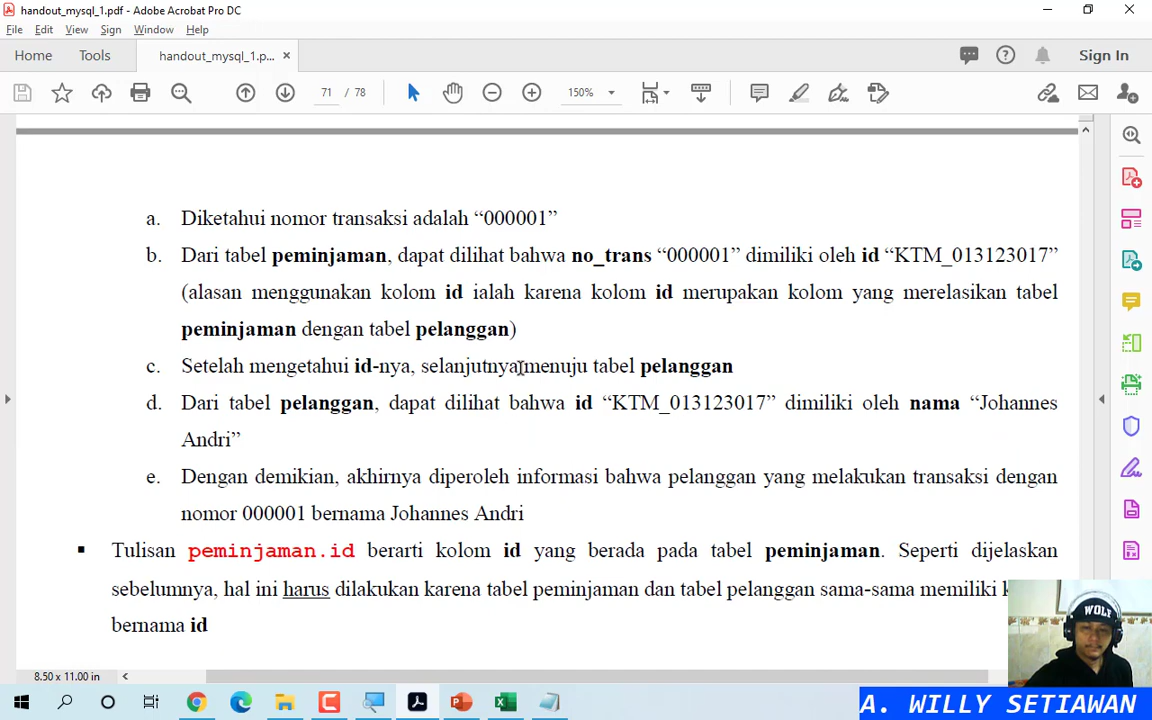 handout_mysql_1.pdf - Adobe Acrobat Pro DC
File Edit View Sign Window Help
Home Tools handout_mysql_1.p... ×
Sign In
71 / 78
150%
a. Diketahui nomor transaksi adalah “000001”
b. Dari tabel peminjaman, dapat dilihat bahwa no_trans “000001” dimiliki oleh id “KTM_013123017”
(alasan menggunakan kolom id ialah karena kolom id merupakan kolom yang merelasikan tabel
peminjaman dengan tabel pelanggan)
c. Setelah mengetahui id-nya, selanjutnya menuju tabel pelanggan
d. Dari tabel pelanggan, dapat dilihat bahwa id “KTM_013123017” dimiliki oleh nama “Johannes
Andri”
e. Dengan demikian, akhirnya diperoleh informasi bahwa pelanggan yang melakukan transaksi dengan
nomor 000001 bernama Johannes Andri
▪ Tulisan peminjaman.id berarti kolom id yang berada pada tabel peminjaman. Seperti dijelaskan
sebelumnya, hal ini harus dilakukan karena tabel peminjaman dan tabel pelanggan sama-sama memiliki
bernama id
WOLF
8.50 x 11.00 in
A. WILLY SETIAWAN